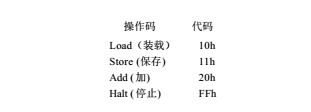 操作码 代码
Load（装载） 10h
Store (保存) 11h
Add (加) 20h
Halt (停止) FFh